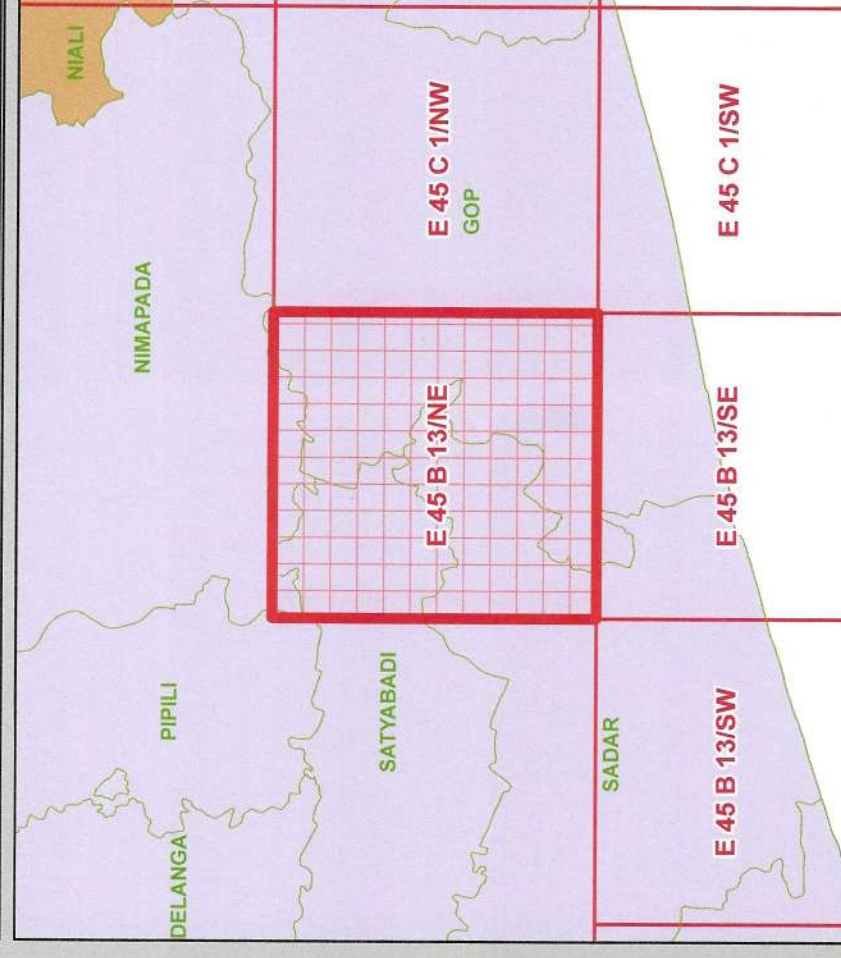 NIALI
NIMAPADA
PIPILI
DELANGA
E 45 C 1/NW
GOP
E 45 B 13/NE
SATYABADI
SADAR
E 45 C 1/SW
E 45 B 13/SE
E 45 B 13/SW